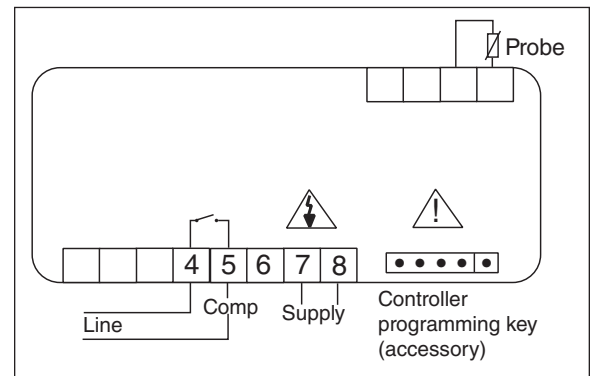 Probe
!
4 5 6 7 8
Line
Comp
Supply
Controller
programming key
(accessory)